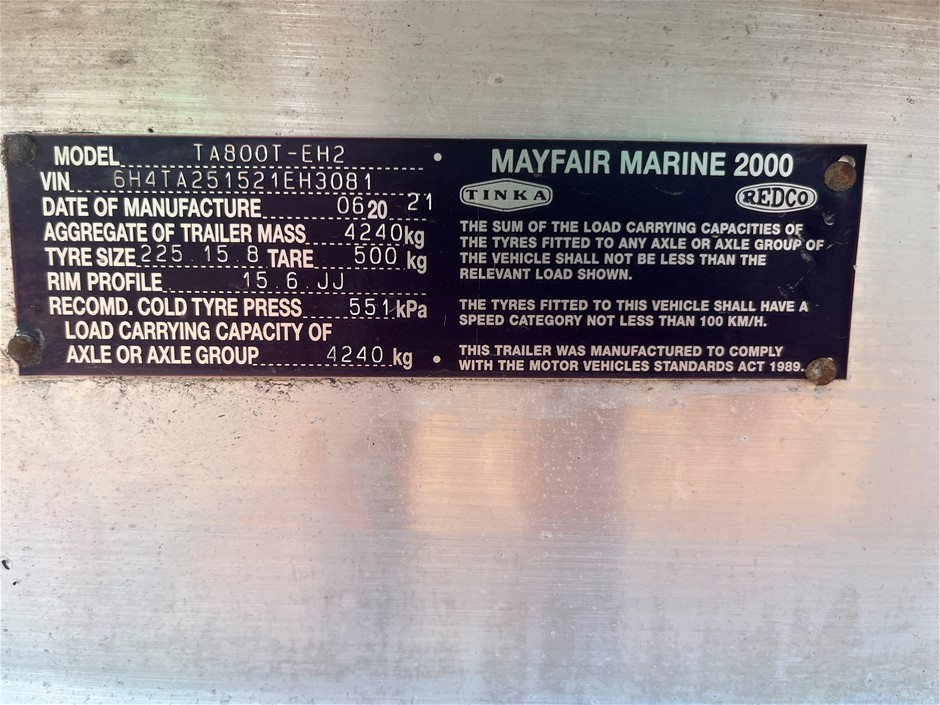 MODEL TA800T-EH2
VIN 6H4TA251521EH3081
DATE OF MANUFACTURE 06 20 21
AGGREGATE OF TRAILER MASS 4240 kg
TYRE SIZE 225.15.8 TARE 500 kg
RIM PROFILE 15.6.JJ
RECOMD. COLD TYRE PRESS 551 kPa
LOAD CARRYING CAPACITY OF
AXLE OR AXLE GROUP 4240 kg
MAYFAIR MARINE 2000
TINKA REDCO
THE SUM OF THE LOAD CARRYING CAPACITIES OF
THE TYRES FITTED TO ANY AXLE OR AXLE GROUP OF
THE VEHICLE SHALL NOT BE LESS THAN THE
RELEVANT LOAD SHOWN.
THE TYRES FITTED TO THIS VEHICLE SHALL HAVE A
SPEED CATEGORY NOT LESS THAN 100 KM/H.
THIS TRAILER WAS MANUFACTURED TO COMPLY
WITH THE MOTOR VEHICLES STANDARDS ACT 1989.